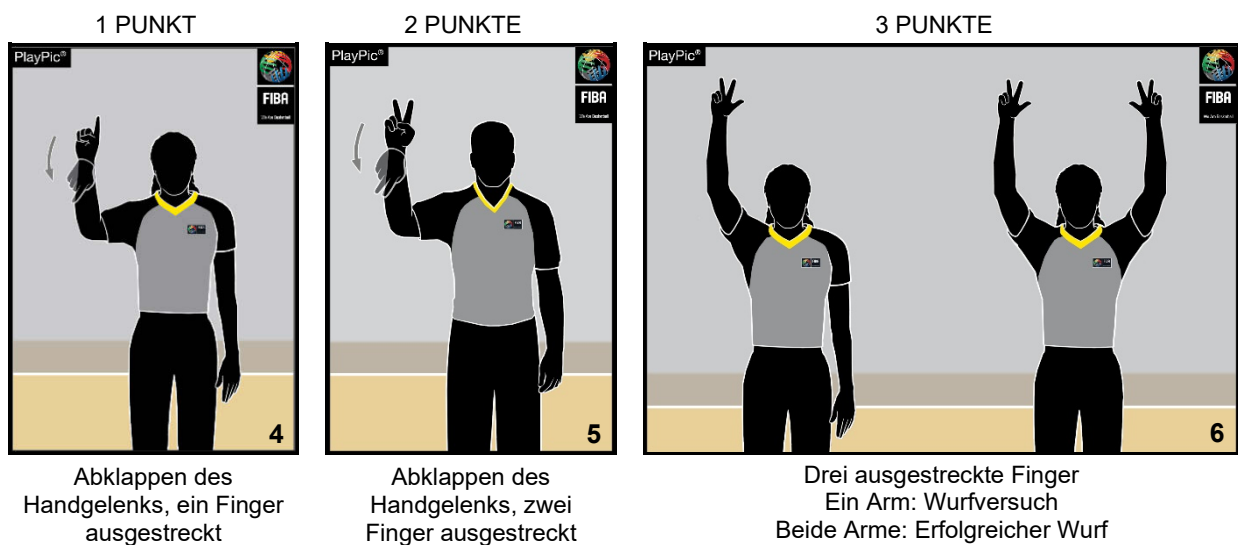 1 PUNKT
2 PUNKTE
3 PUNKTE
PlayPic®
FIBA
4
PlayPic®
FIBA
5
PlayPic®
FIBA
6
Abklappen des
Handgelenks, ein Finger
ausgestreckt
Abklappen des
Handgelenks, zwei
Finger ausgestreckt
Drei ausgestreckte Finger
Ein Arm: Wurfversuch
Beide Arme: Erfolgreicher Wurf